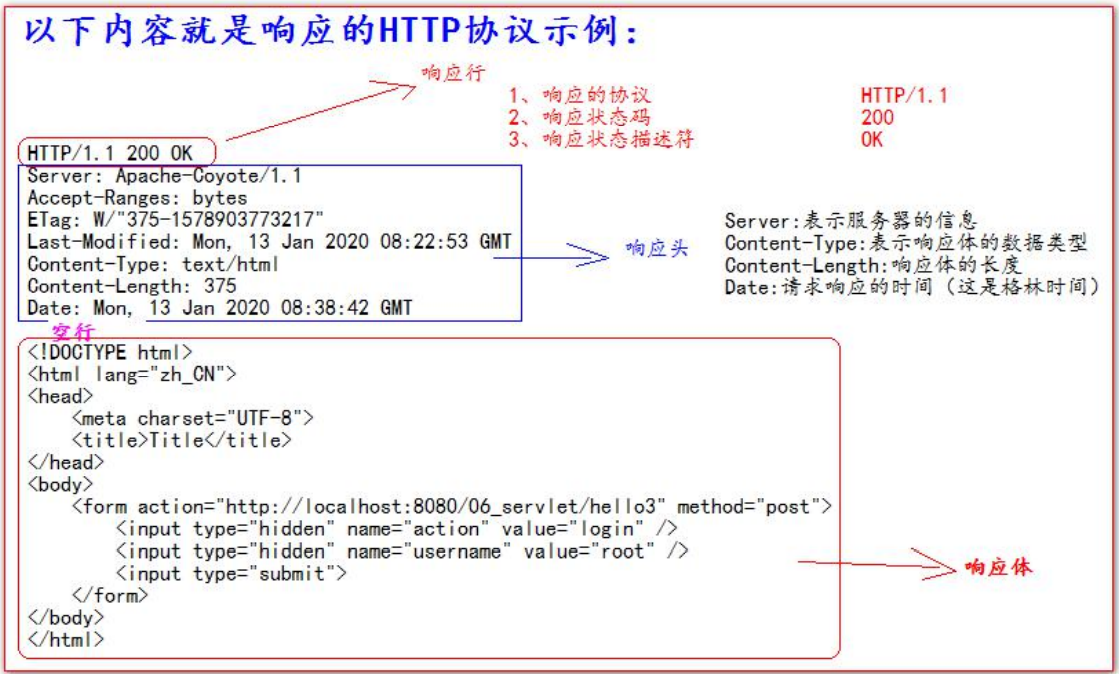 以下内容就是响应的HTTP协议示例：
响应行
1、响应的协议 HTTP/1.1
2、响应状态码 200
3、响应状态描述符 OK
HTTP/1.1 200 OK
Server: Apache-Coyote/1.1
Accept-Ranges: bytes
ETag: W/"375-1578903773217"
Last-Modified: Mon, 13 Jan 2020 08:22:53 GMT
Content-Type: text/html
Content-Length: 375
Date: Mon, 13 Jan 2020 08:38:42 GMT
响应头
Server:表示服务器的信息
Content-Type:表示响应体的数据类型
Content-Length:响应体的长度
Date:请求响应的时间（这是格林时间）
空行
<!DOCTYPE html>
<html lang="zh_CN">
<head>
    <meta charset="UTF-8">
    <title>Title</title>
</head>
<body>
    <form action="http://localhost:8080/06_servlet/hello3" method="post">
        <input type="hidden" name="action" value="login" />
        <input type="hidden" name="username" value="root" />
        <input type="submit">
    </form>
</body>
</html>
响应体